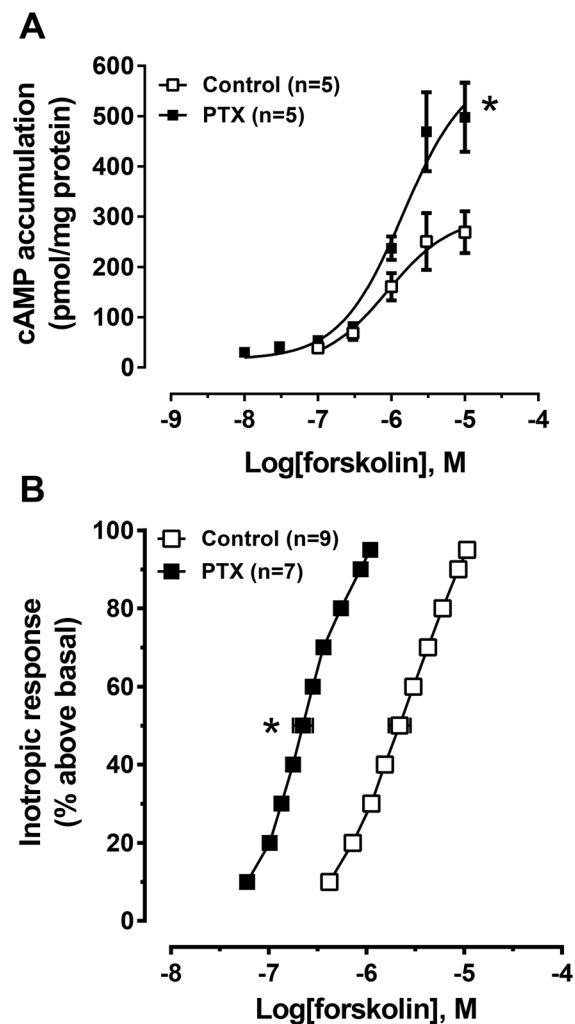 A
cAMP accumulation
(pmol/mg protein)
600
500
400
300
200
100
0
Control (n=5)
PTX (n=5)
*
-9 -8 -7 -6 -5 -4
Log[forskolin], M
B
Inotropic response
(% above basal)
100
80
60
40
20
0
Control (n=9)
PTX (n=7)
*
-8 -7 -6 -5 -4
Log[forskolin], M